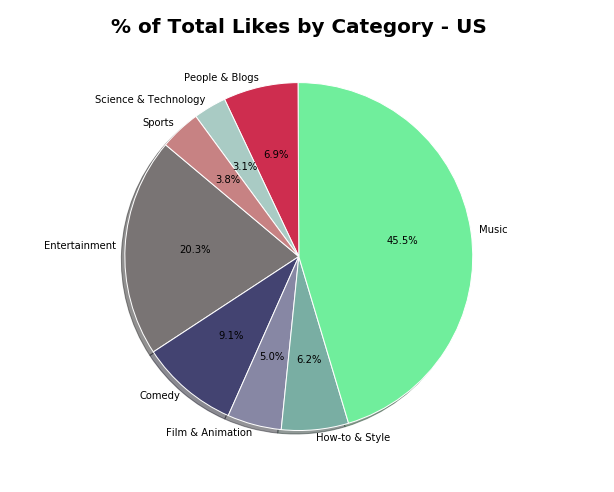 % of Total Likes by Category - US
People & Blogs
Science & Technology
Sports
6.9%
3.1%
3.8%
Music
45.5%
Entertainment
20.3%
9.1%
5.0%
6.2%
Comedy
Film & Animation
How-to & Style